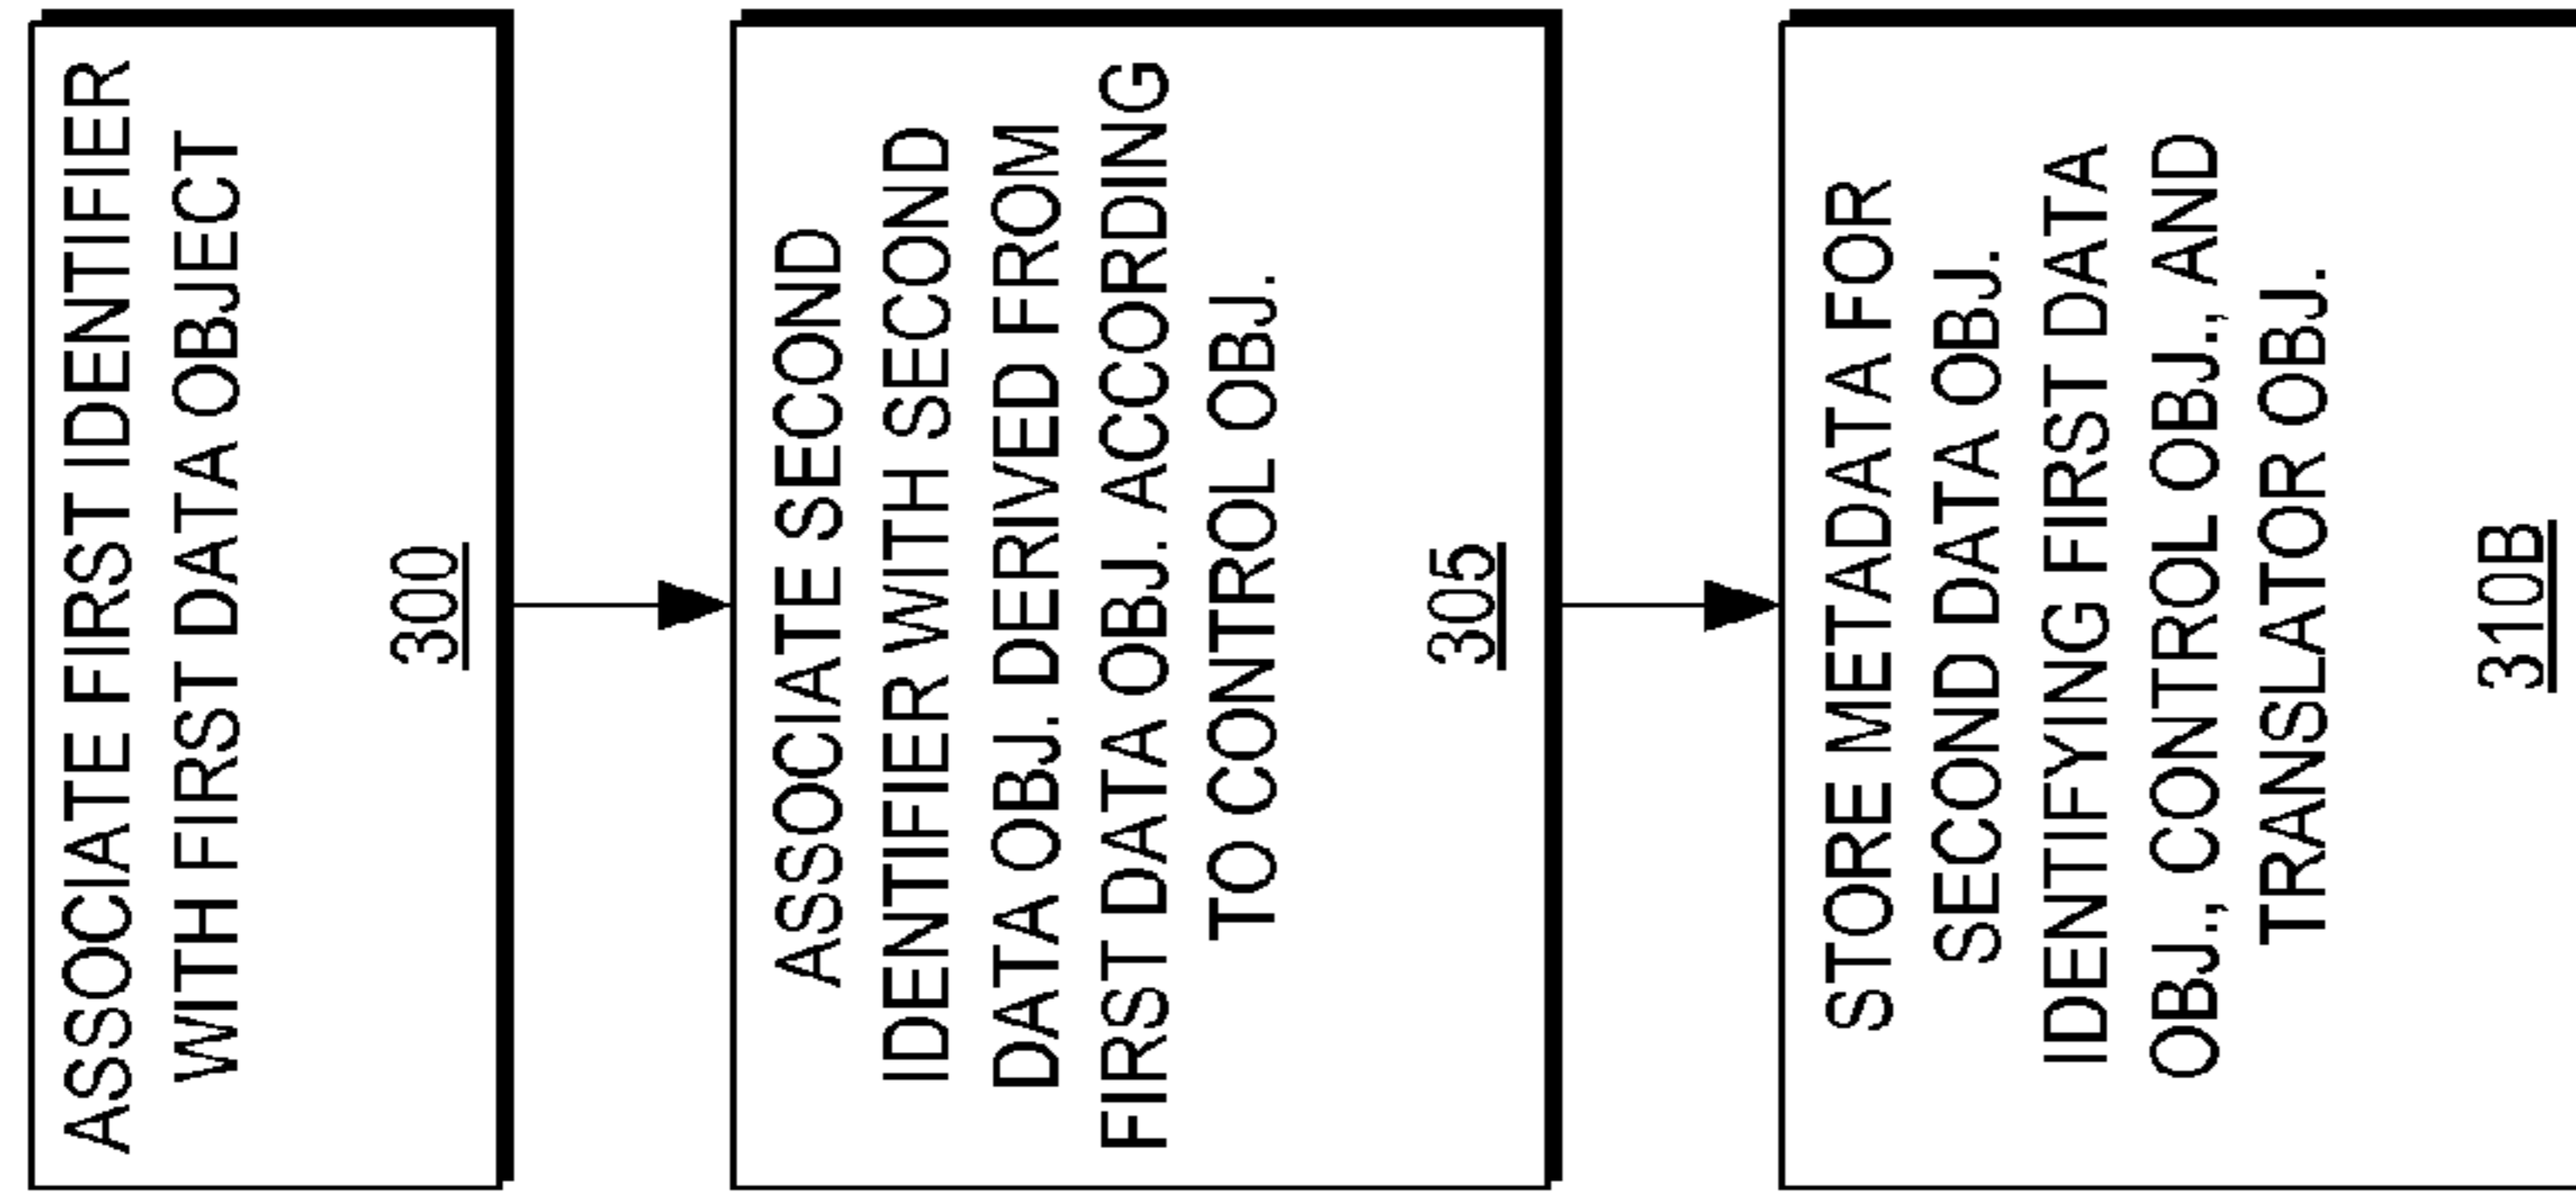 ASSOCIATE FIRST IDENTIFIER
WITH FIRST DATA OBJECT
300
ASSOCIATE SECOND
IDENTIFIER WITH SECOND
DATA OBJ. DERIVED FROM
FIRST DATA OBJ. ACCORDING
TO CONTROL OBJ.
305
STORE METADATA FOR
SECOND DATA OBJ.
IDENTIFYING FIRST DATA
OBJ., CONTROL OBJ., AND
TRANSLATOR OBJ.
310B